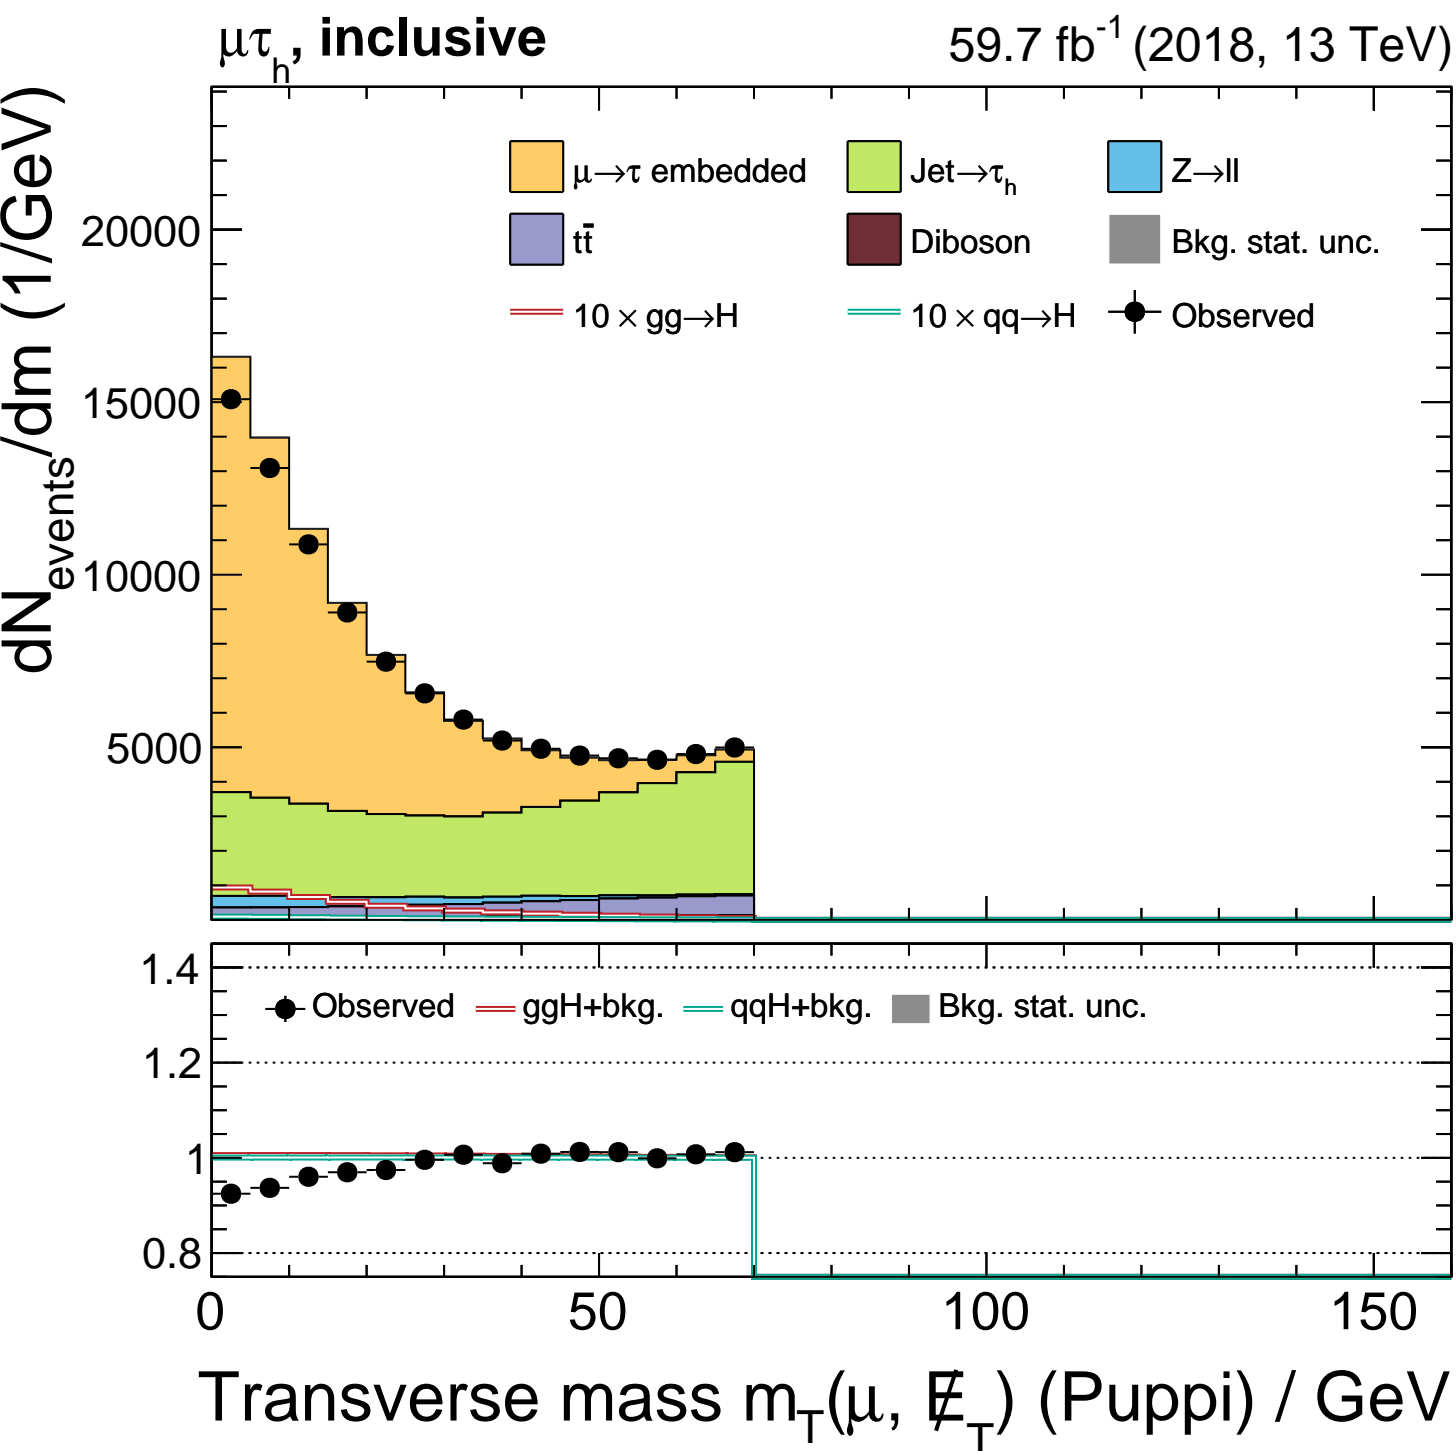 μτh, inclusive
59.7 fb-1 (2018, 13 TeV)
dNevents/dm (1/GeV)
μ→τ embedded
Jet→τh
Z→ll
tt̄
Diboson
Bkg. stat. unc.
10 × gg→H
10 × qq→H
Observed
20000
15000
10000
5000
Observed
ggH+bkg.
qqH+bkg.
Bkg. stat. unc.
1.4
1.2
1
0.8
0
50
100
150
Transverse mass mT(μ, E̸T) (Puppi) / GeV